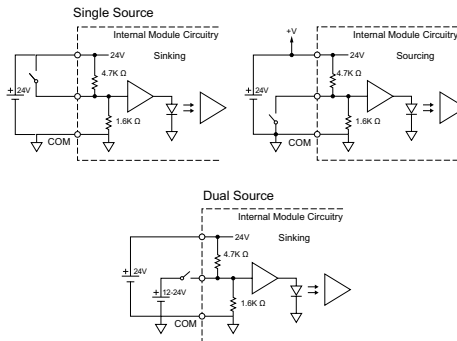 Single Source
Internal Module Circuitry
24V
Sinking
4.7K Ω
+ 24V
1.6K Ω
COM
+V
Internal Module Circuitry
24V
Sourcing
4.7K Ω
+ 24V
1.6K Ω
COM
Dual Source
Internal Module Circuitry
24V
Sinking
4.7K Ω
+ 24V
+ 12-24V
1.6K Ω
COM